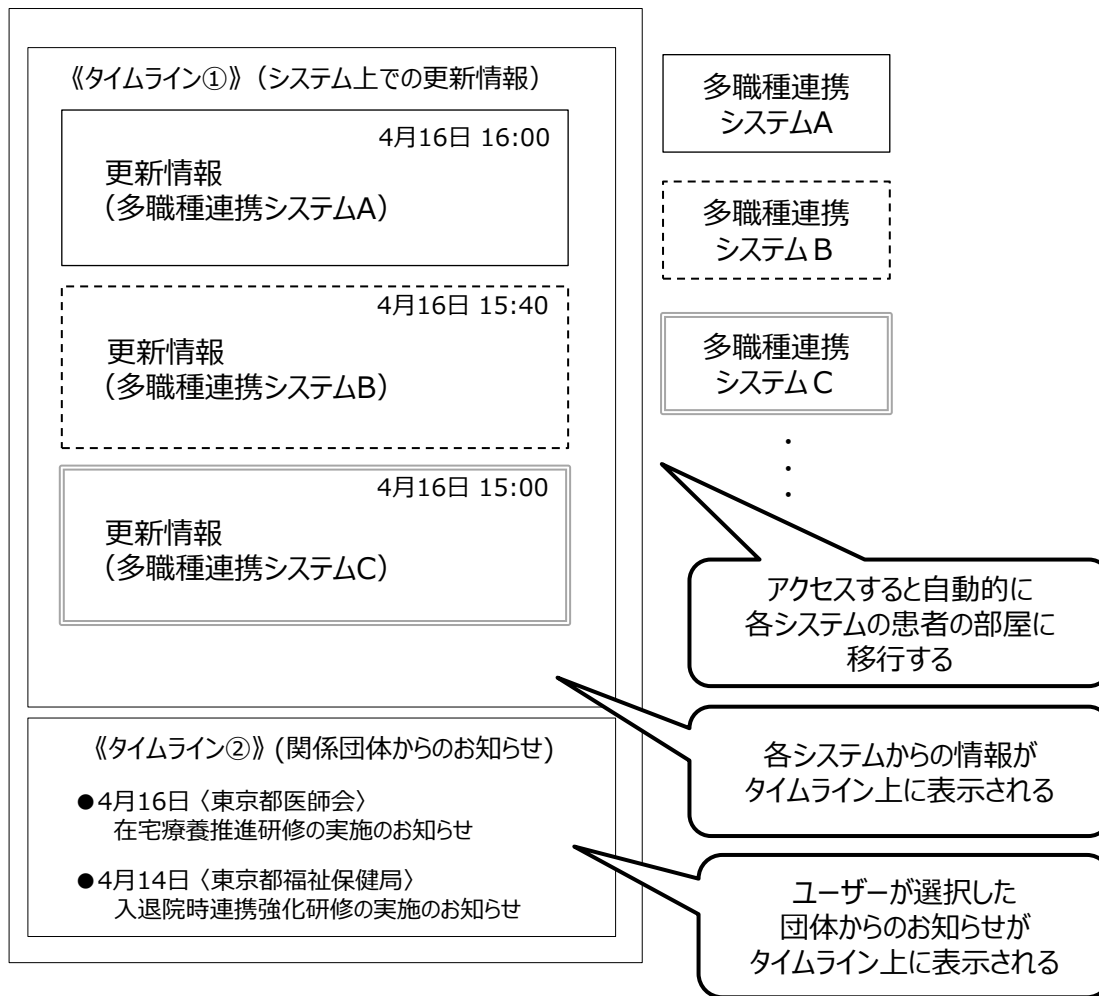 《タイムライン①》（システム上での更新情報）
4月16日 16:00
更新情報
（多職種連携システムA）
4月16日 15:40
更新情報
（多職種連携システムB）
4月16日 15:00
更新情報
（多職種連携システムC）
多職種連携
システムA
多職種連携
システムB
多職種連携
システムC
・
・
・
アクセスすると自動的に
各システムの患者の部屋に
移行する
各システムからの情報が
タイムライン上に表示される
《タイムライン②》(関係団体からのお知らせ)
●4月16日〈東京都医師会〉
在宅療養推進研修の実施のお知らせ
●4月14日〈東京都福祉保健局〉
入退院時連携強化研修の実施のお知らせ
ユーザーが選択した
団体からのお知らせが
タイムライン上に表示される